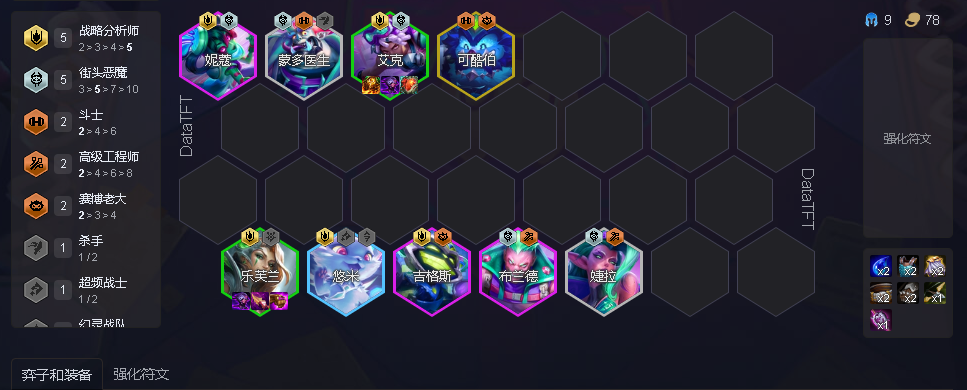 5 战略分析师
2 > 3 > 4 > 5
5 街头恶魔
3 > 5 > 7 > 10
2 斗士
2 > 4 > 6
2 高级工程师
2 > 4 > 6 > 8
2 赛博老大
2 > 3 > 4
1 杀手
1 / 2
1 超频战士
1 / 2
幻灵战队
DataTFT
妮蔻
蒙多医生
艾克
可酷伯
乐芙兰
悠米
吉格斯
布兰德
婕拉
DataTFT
9 78
强化符文
x2 x2 x2
x2 x2 x1
x1
弈子和装备 强化符文